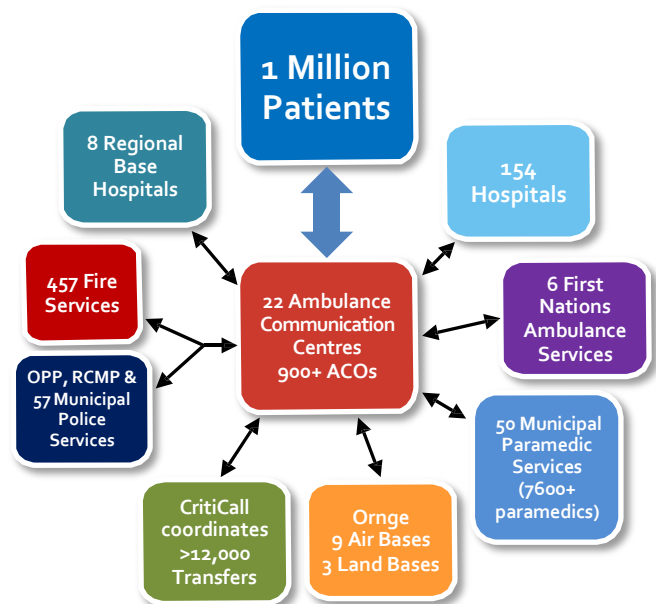 1 Million
Patients
8 Regional
Base
Hospitals
154
Hospitals
457 Fire
Services
22 Ambulance
Communication
Centres
900+ ACOs
6 First
Nations
Ambulance
Services
OPP, RCMP &
57 Municipal
Police
Services
50 Municipal
Paramedic
Services
(7600+
paramedics)
CritiCall
coordinates
>12,000
Transfers
Ornge
9 Air Bases
3 Land Bases